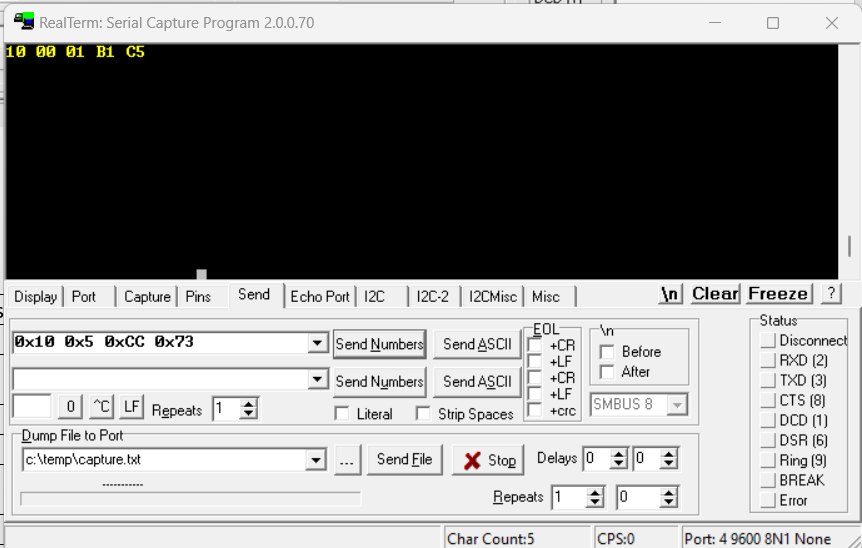 RealTerm: Serial Capture Program 2.0.0.70
10 00 01 B1 C5
Display Port Capture Pins Send Echo Port I2C I2C-2 I2CMisc Misc \n Clear Freeze ?
EOL \n Status
0x10 0x5 0xCC 0x73 Send Numbers Send ASCII +CR Before Disconnect
+LF After RXD (2)
Send Numbers Send ASCII +CR TXD (3)
+LF SMBUS 8 CTS (8)
0 ^C LF Repeats 1 Literal Strip Spaces +crc DCD (1)
Dump File to Port DSR (6)
c:\temp\capture.txt ... Send File Stop Delays 0 0 Ring (9)
----------- BREAK
Repeats 1 0 Error
Char Count:5 CPS:0 Port: 4 9600 8N1 None